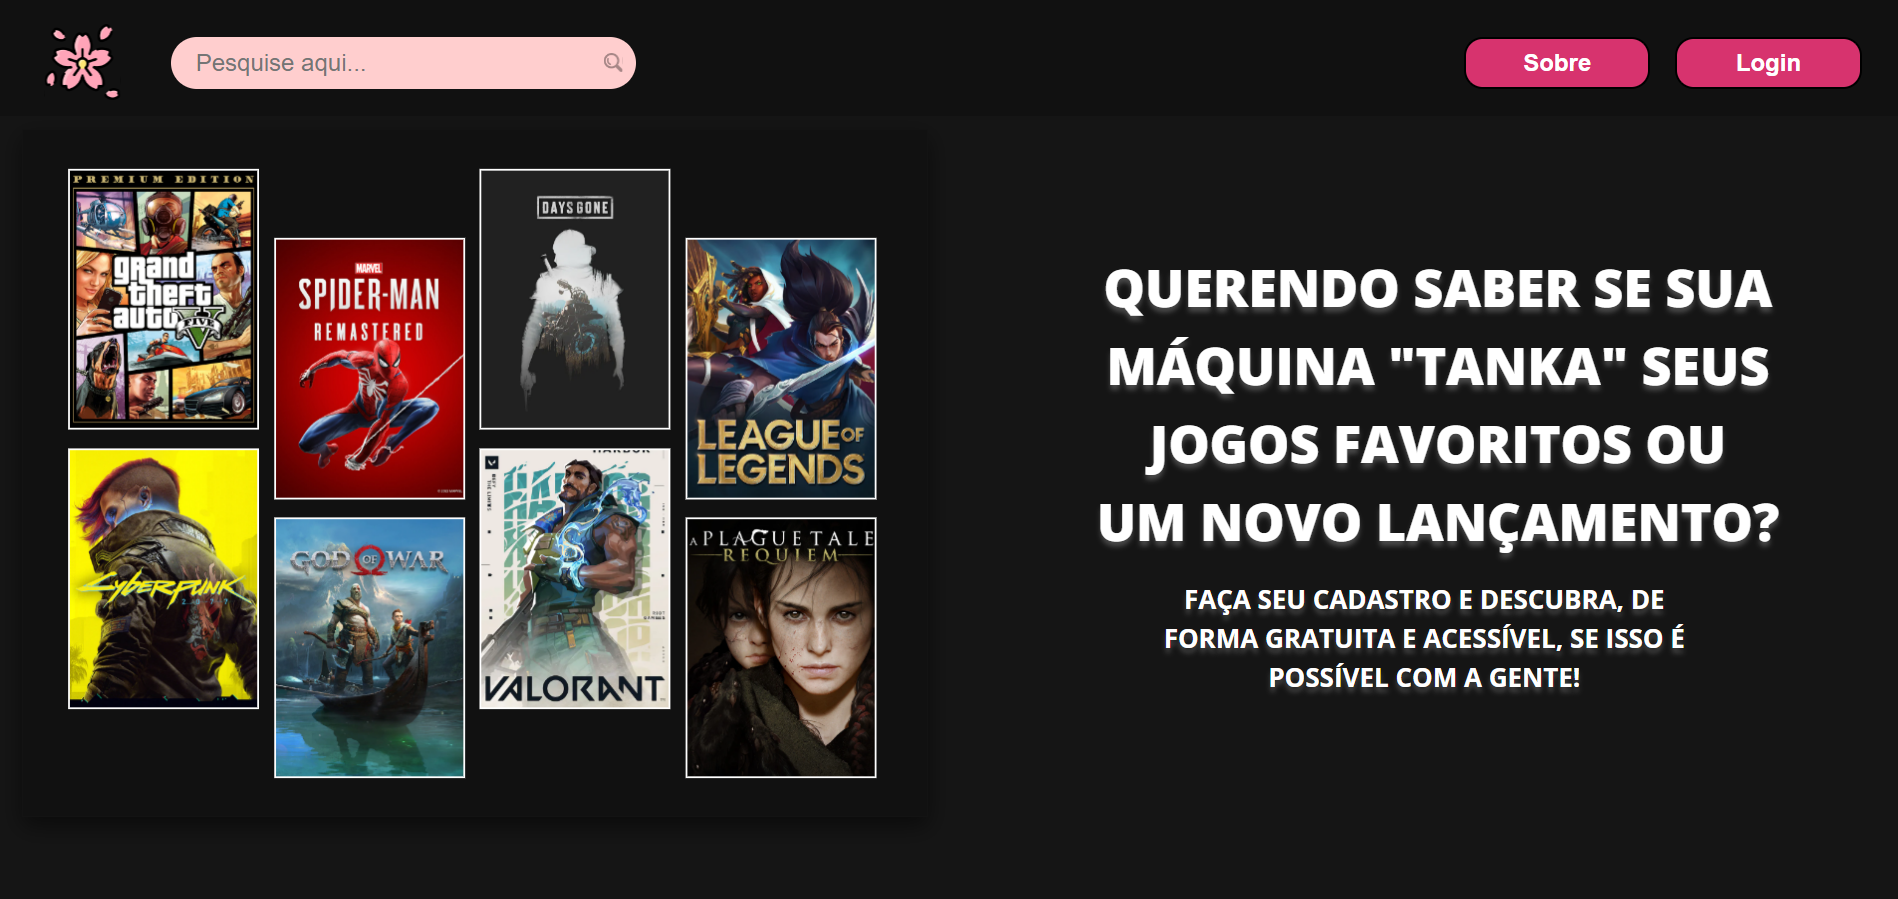 Pesquise aqui...
Sobre
Login
PREMIUM EDITION
grand
theft
auto
FIVE
MARVEL
SPIDER-MAN
REMASTERED
DAYS GONE
LEAGUE OF
LEGENDS
Cyberpunk
2077
GOD OF WAR
HARBOR
VALORANT
A PLAGUE TALE
REQUIEM
QUERENDO SABER SE SUA
MÁQUINA "TANKA" SEUS
JOGOS FAVORITOS OU
UM NOVO LANÇAMENTO?
FAÇA SEU CADASTRO E DESCUBRA, DE
FORMA GRATUITA E ACESSÍVEL, SE ISSO É
POSSÍVEL COM A GENTE!